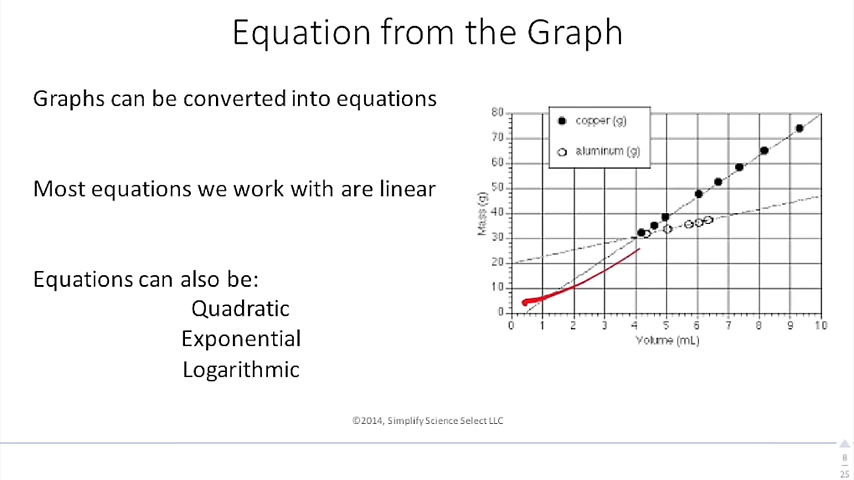 Equation from the Graph
Graphs can be converted into equations
Most equations we work with are linear
Equations can also be:
Quadratic
Exponential
Logarithmic
copper (g)
aluminum (g)
Mass (g)
80
70
60
50
40
30
20
10
0
0 1 2 3 4 5 6 7 8 9 10
Volume (mL)
©2014, Simplify Science Select LLC
8
25